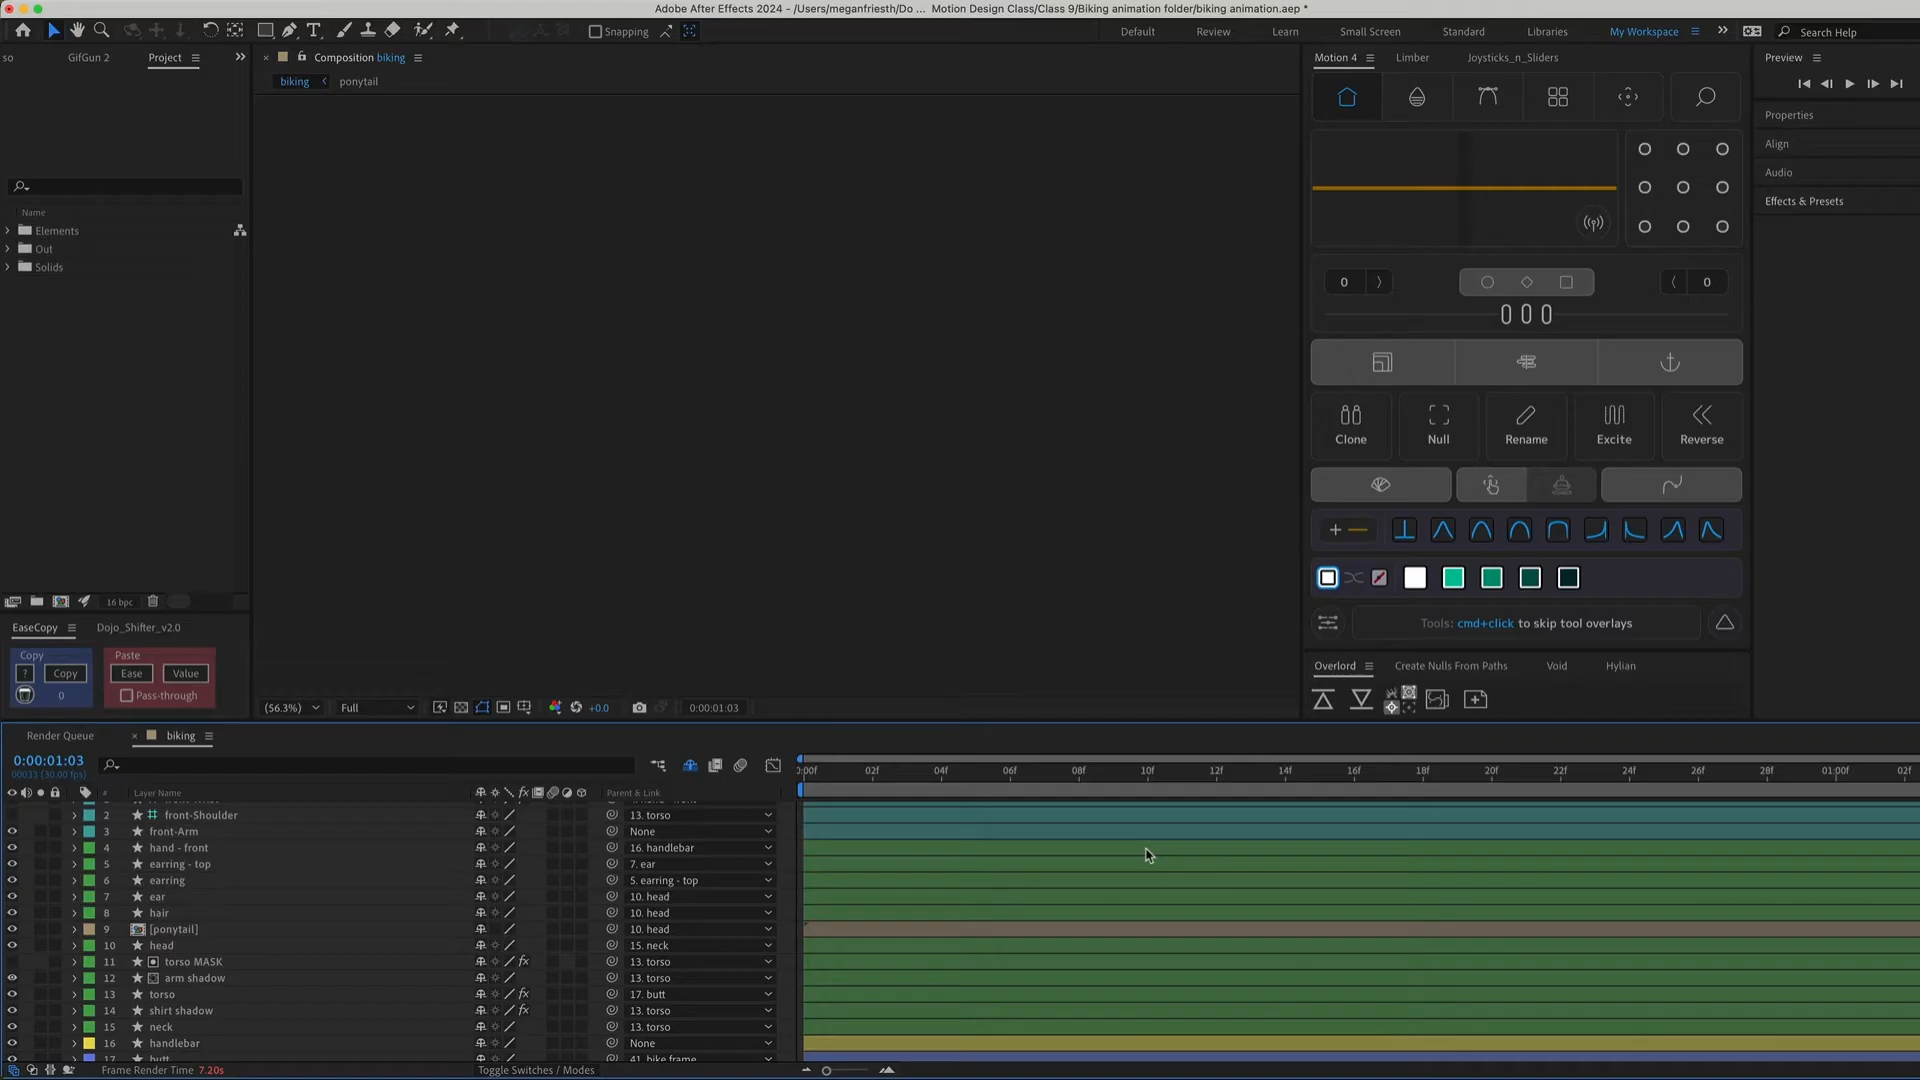 Adobe After Effects 2024 - /Users/meganfriesth/Do ... Motion Design Class/Class 9/Biking animation folder/biking animation.aep *
Snapping
Default
Review
Learn
Small Screen
Standard
Libraries
My Workspace
Search Help
so
GifGun 2
Project
Composition biking
biking
ponytail
Name
Elements
Out
Solids
16 bpc
EaseCopy
Dojo_Shifter_v2.0
Copy
Paste
?
Copy
Ease
Value
0
Pass-through
(56.3%)
Full
+0.0
0:00:01:03
Motion 4
Limber
Joysticks_n_Sliders
0
0
Clone
Null
Rename
Excite
Reverse
Tools: cmd+click to skip tool overlays
Overlord
Create Nulls From Paths
Void
Hylian
Preview
Properties
Align
Audio
Effects & Presets
Render Queue
biking
0:00:01:03
00033 (30.00 fps)
0:00f 02f 04f 06f 08f 10f 12f 14f 16f 18f 20f 22f 24f 26f 28f 01:00f 02f
# Layer Name fx Parent & Link
2 front-Shoulder 13. torso
3 front-Arm None
4 hand - front 16. handlebar
5 earring - top 7. ear
6 earring 5. earring - top
7 ear 10. head
8 hair 10. head
9 [ponytail] 10. head
10 head 15. neck
11 torso MASK fx 13. torso
12 arm shadow 13. torso
13 torso fx 17. butt
14 shirt shadow fx 13. torso
15 neck 13. torso
16 handlebar None
17 butt 41. bike frame
Frame Render Time 7.20s
Toggle Switches / Modes